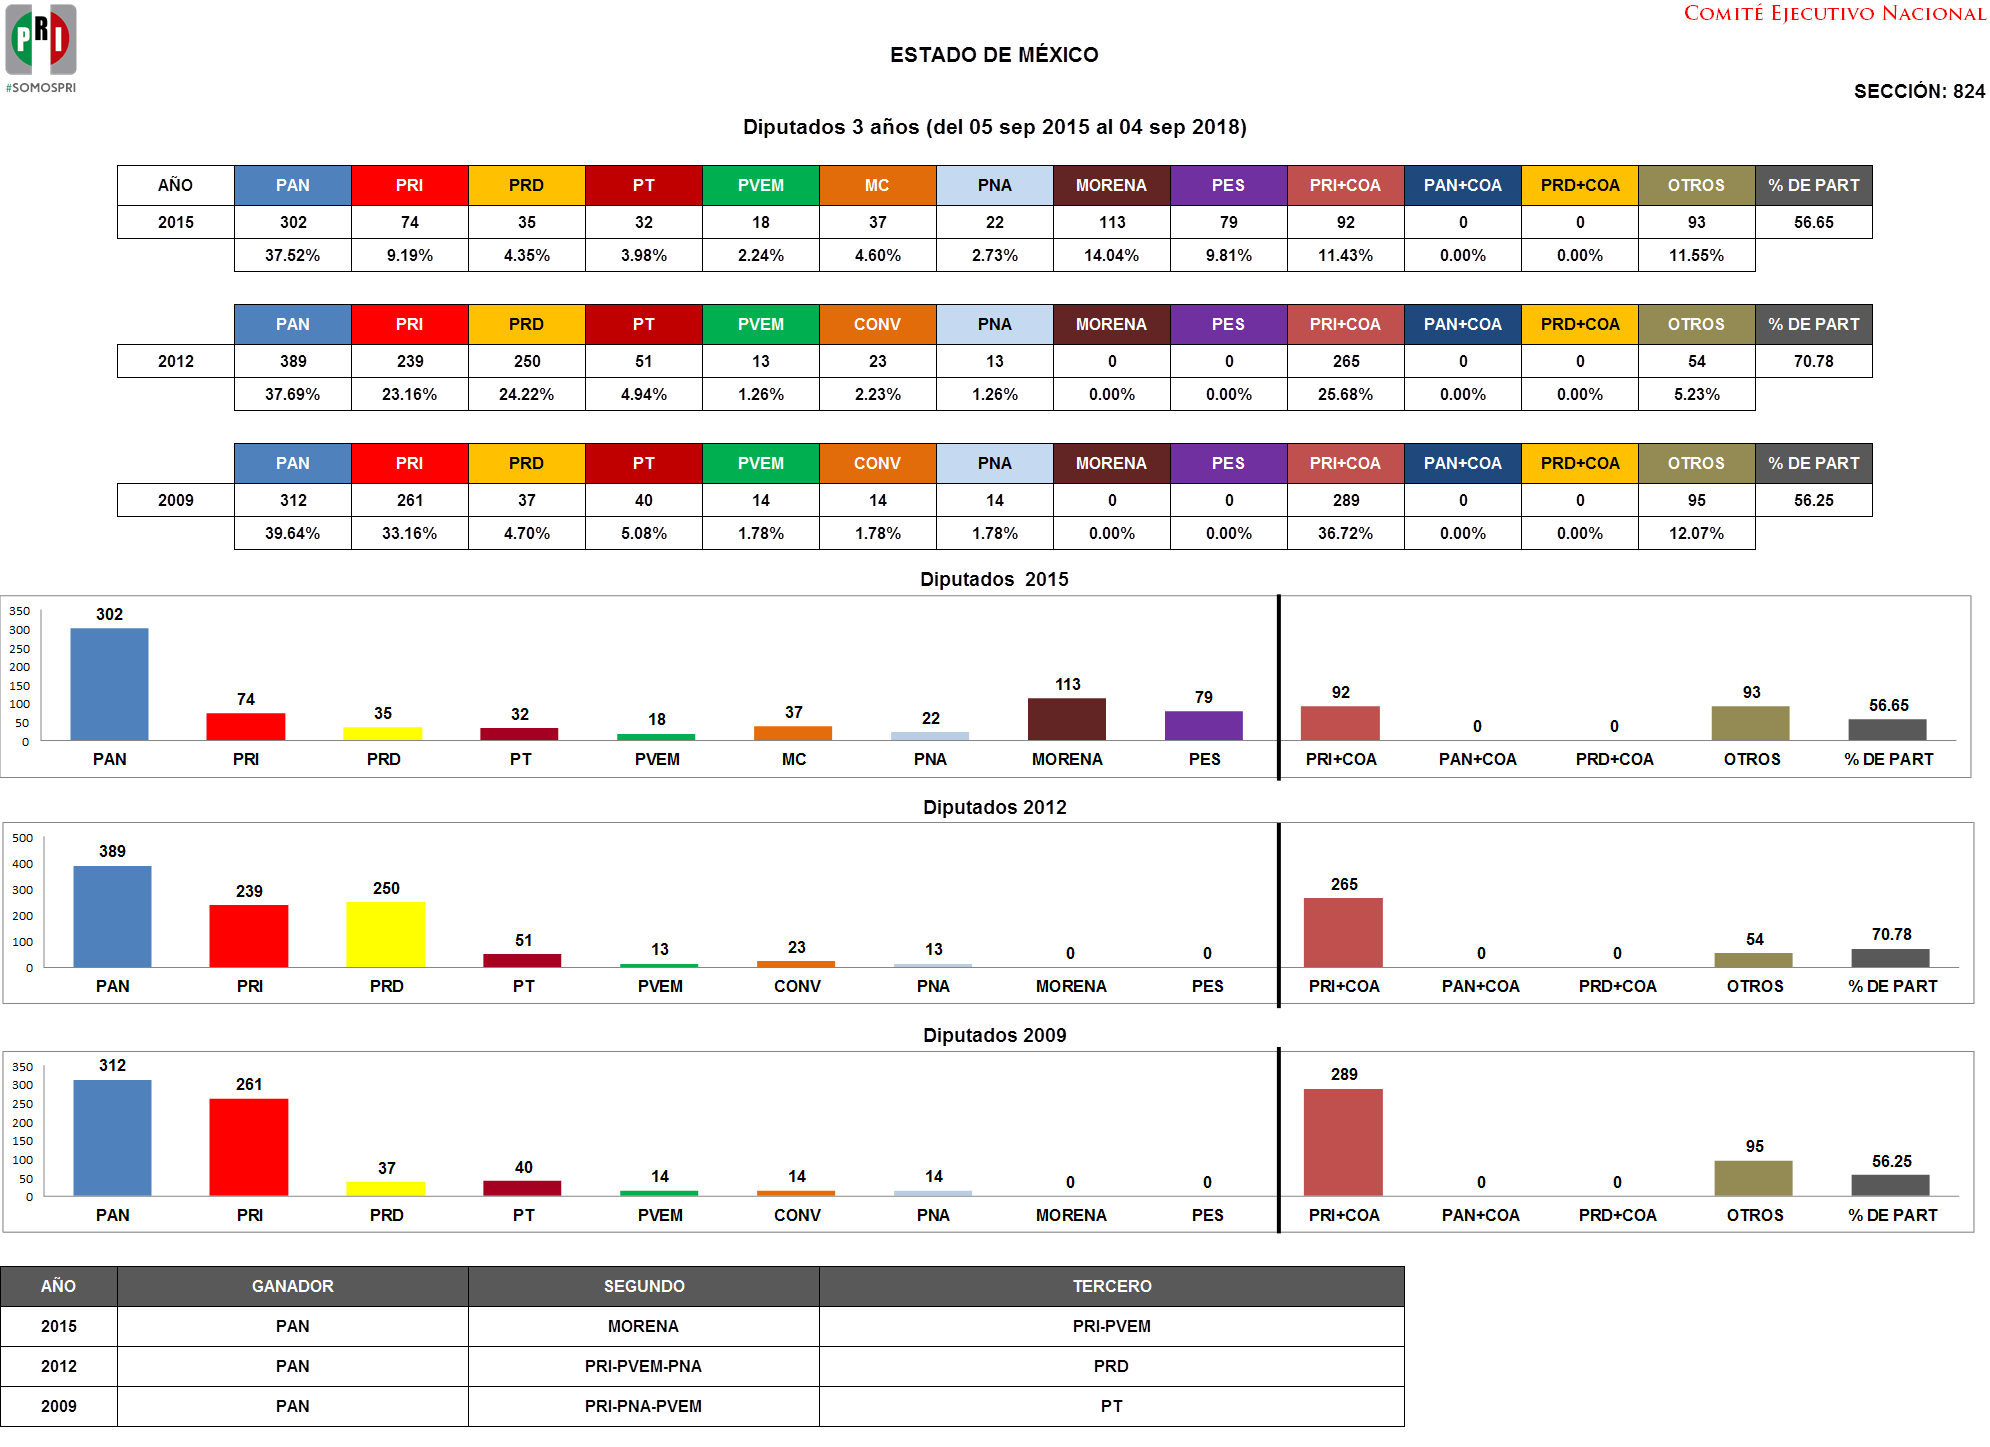 PRI
#SOMOSPRI
COMITÉ EJECUTIVO NACIONAL
ESTADO DE MÉXICO
SECCIÓN: 824
Diputados 3 años (del 05 sep 2015 al 04 sep 2018)
AÑO PAN PRI PRD PT PVEM MC PNA MORENA PES PRI+COA PAN+COA PRD+COA OTROS % DE PART
2015 302 74 35 32 18 37 22 113 79 92 0 0 93 56.65
37.52% 9.19% 4.35% 3.98% 2.24% 4.60% 2.73% 14.04% 9.81% 11.43% 0.00% 0.00% 11.55%
PAN PRI PRD PT PVEM CONV PNA MORENA PES PRI+COA PAN+COA PRD+COA OTROS % DE PART
2012 389 239 250 51 13 23 13 0 0 265 0 0 54 70.78
37.69% 23.16% 24.22% 4.94% 1.26% 2.23% 1.26% 0.00% 0.00% 25.68% 0.00% 0.00% 5.23%
PAN PRI PRD PT PVEM CONV PNA MORENA PES PRI+COA PAN+COA PRD+COA OTROS % DE PART
2009 312 261 37 40 14 14 14 0 0 289 0 0 95 56.25
39.64% 33.16% 4.70% 5.08% 1.78% 1.78% 1.78% 0.00% 0.00% 36.72% 0.00% 0.00% 12.07%
Diputados 2015
350
300
250
200
150
100
50
0
302 74 35 32 18 37 22 113 79 92 0 0 93 56.65
PAN PRI PRD PT PVEM MC PNA MORENA PES PRI+COA PAN+COA PRD+COA OTROS % DE PART
Diputados 2012
500
400
300
200
100
0
389 239 250 51 13 23 13 0 0 265 0 0 54 70.78
PAN PRI PRD PT PVEM CONV PNA MORENA PES PRI+COA PAN+COA PRD+COA OTROS % DE PART
Diputados 2009
350
300
250
200
150
100
50
0
312 261 37 40 14 14 14 0 0 289 0 0 95 56.25
PAN PRI PRD PT PVEM CONV PNA MORENA PES PRI+COA PAN+COA PRD+COA OTROS % DE PART
AÑO GANADOR SEGUNDO TERCERO
2015 PAN MORENA PRI-PVEM
2012 PAN PRI-PVEM-PNA PRD
2009 PAN PRI-PNA-PVEM PT